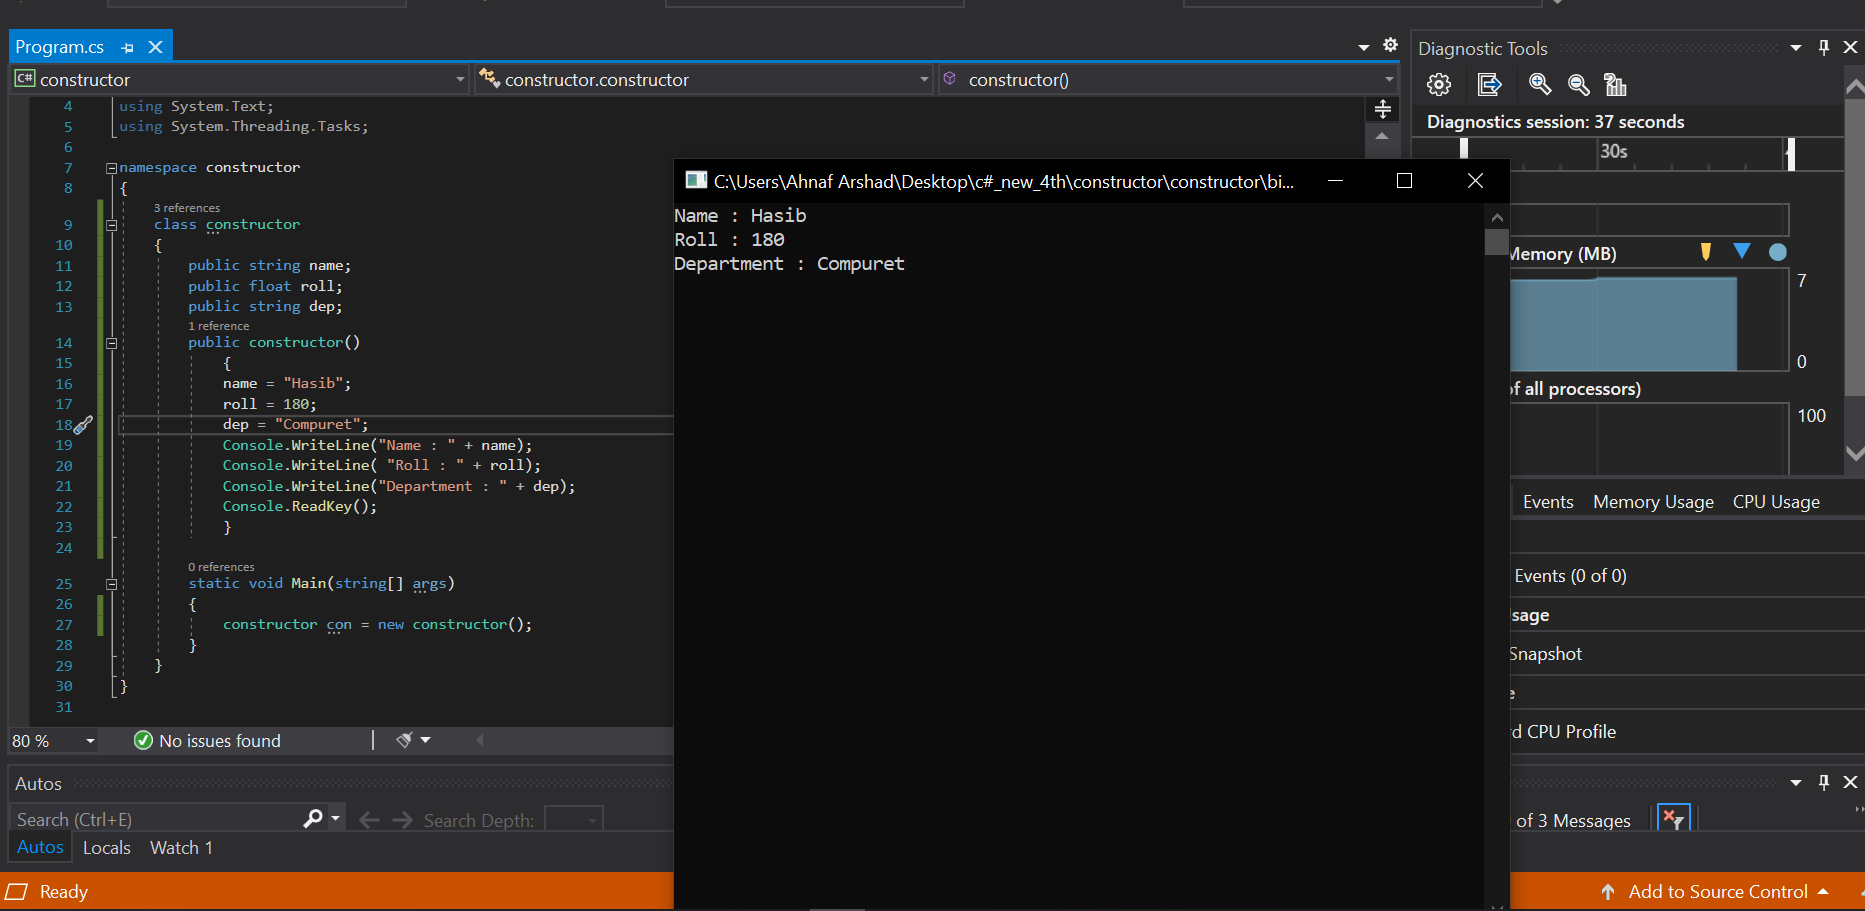 Program.cs
Diagnostic Tools
C# constructor
constructor.constructor
constructor()
Diagnostics session: 37 seconds
30s
4 using System.Text;
5 using System.Threading.Tasks;
6
7 namespace constructor
8 {
3 references
9 class constructor
10 {
11 public string name;
12 public float roll;
13 public string dep;
1 reference
14 public constructor()
15 {
16 name = "Hasib";
17 roll = 180;
18 dep = "Compuret";
19 Console.WriteLine("Name : " + name);
20 Console.WriteLine( "Roll : " + roll);
21 Console.WriteLine("Department : " + dep);
22 Console.ReadKey();
23 }
24
0 references
25 static void Main(string[] args)
26 {
27 constructor con = new constructor();
28 }
29 }
30 }
31
C:\Users\Ahnaf Arshad\Desktop\c#_new_4th\constructor\constructor\bi...
Name : Hasib
Roll : 180
Department : Compuret
Memory (MB)
7
0
of all processors)
100
Events
Memory Usage
CPU Usage
Events (0 of 0)
sage
Snapshot
e
d CPU Profile
80 %
No issues found
Autos
Search (Ctrl+E)
Search Depth:
of 3 Messages
Autos
Locals
Watch 1
Ready
Add to Source Control